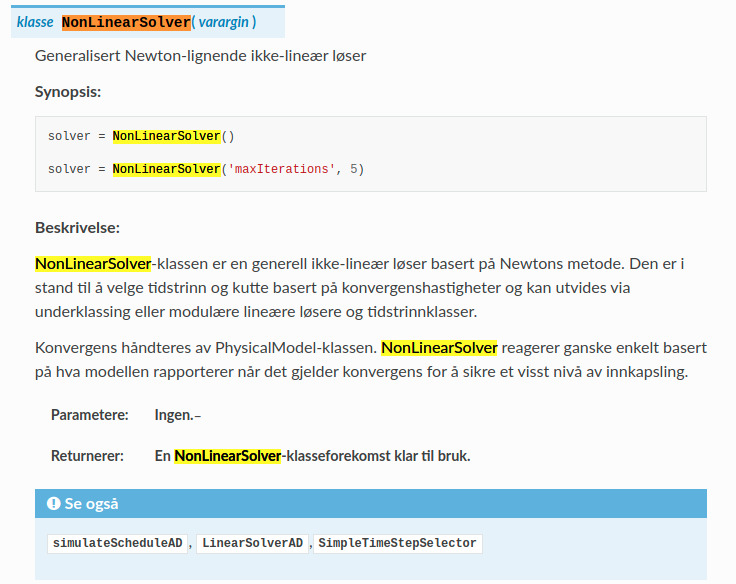 klasse NonLinearSolver( varargin )
Generalisert Newton-lignende ikke-lineær løser
Synopsis:
solver = NonLinearSolver()
solver = NonLinearSolver('maxIterations', 5)
Beskrivelse:
NonLinearSolver-klassen er en generell ikke-lineær løser basert på Newtons metode. Den er i
stand til å velge tidstrinn og kutte basert på konvergenshastigheter og kan utvides via
underklassing eller modulære lineære løsere og tidstrinnklasser.
Konvergens håndteres av PhysicalModel-klassen. NonLinearSolver reagerer ganske enkelt basert
på hva modellen rapporterer når det gjelder konvergens for å sikre et visst nivå av innkapsling.
Parametere: Ingen.–
Returnerer: En NonLinearSolver-klasseforekomst klar til bruk.
Se også
simulateScheduleAD, LinearSolverAD, SimpleTimeStepSelector